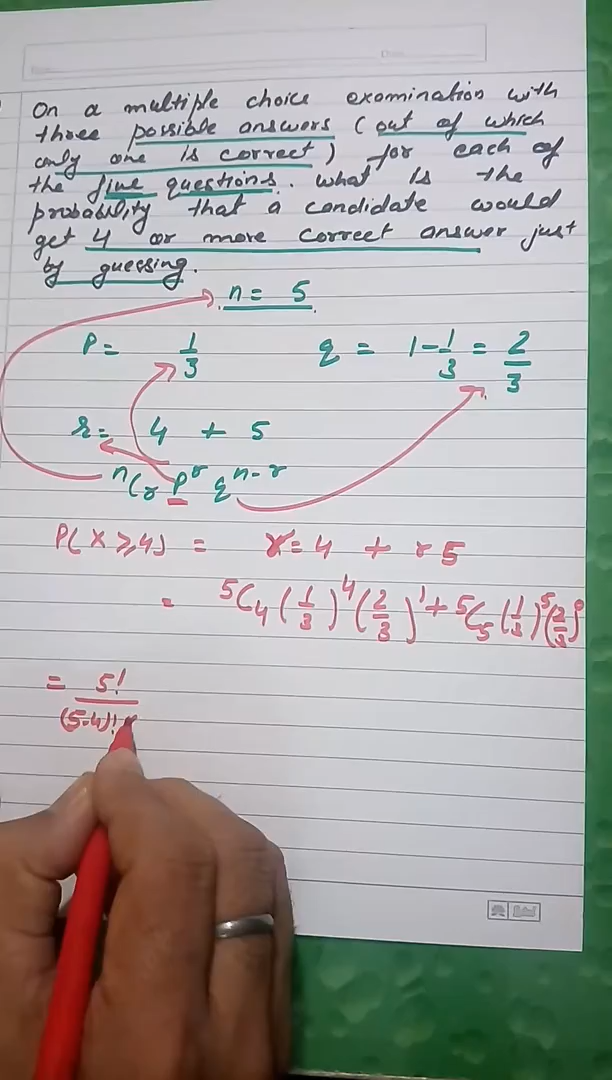 On a multiple choice examination with
three possible answers (out of which
only one is correct) for each of
the five questions. What is the
probability that a candidate would
get 4 or more correct answer just
by guessing.
n = 5
P = 1/3 q = 1 - 1/3 = 2/3
r = 4 + 5
ⁿCᵣ pʳ qⁿ⁻ʳ
P(X ≥ 4) = r = 4 + r 5
= ⁵C₄ (1/3)⁴ (2/3)¹ + ⁵C₅ (1/3)⁵ (2/3)⁰
= 5! / (5-4)!